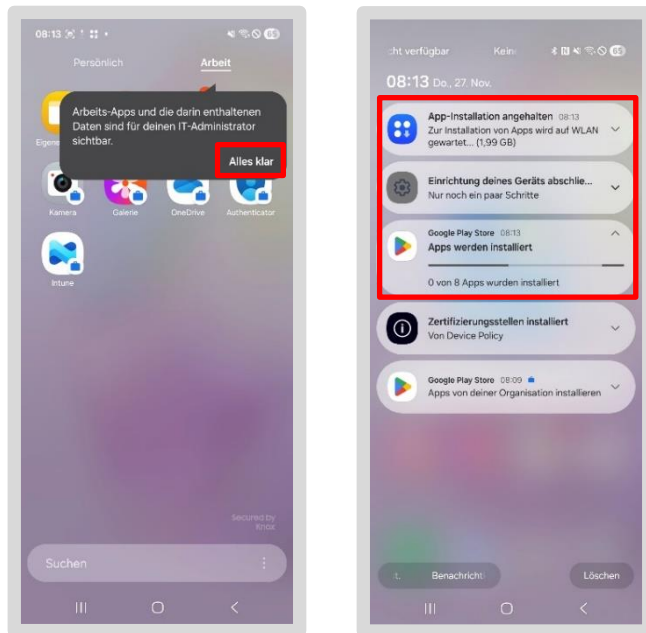 08:13
65
Persönlich
Arbeit
Arbeits-Apps und die darin enthaltenen
Daten sind für deinen IT-Administrator
sichtbar.
Alles klar
Kamera
Galerie
OneDrive
Authenticator
Intune
Secured by
Knox
Suchen
cht verfügbar
Kein
65
08:13 Do., 27. Nov.
App-Installation angehalten 08:13
Zur Installation von Apps wird auf WLAN
gewartet... (1,99 GB)
Einrichtung deines Geräts abschlie...
Nur noch ein paar Schritte
Google Play Store 08:13
Apps werden installiert
0 von 8 Apps wurden installiert
Zertifizierungsstellen installiert
Von Device Policy
Google Play Store 08:09
Apps von deiner Organisation installieren
t.
Benachricht
Löschen